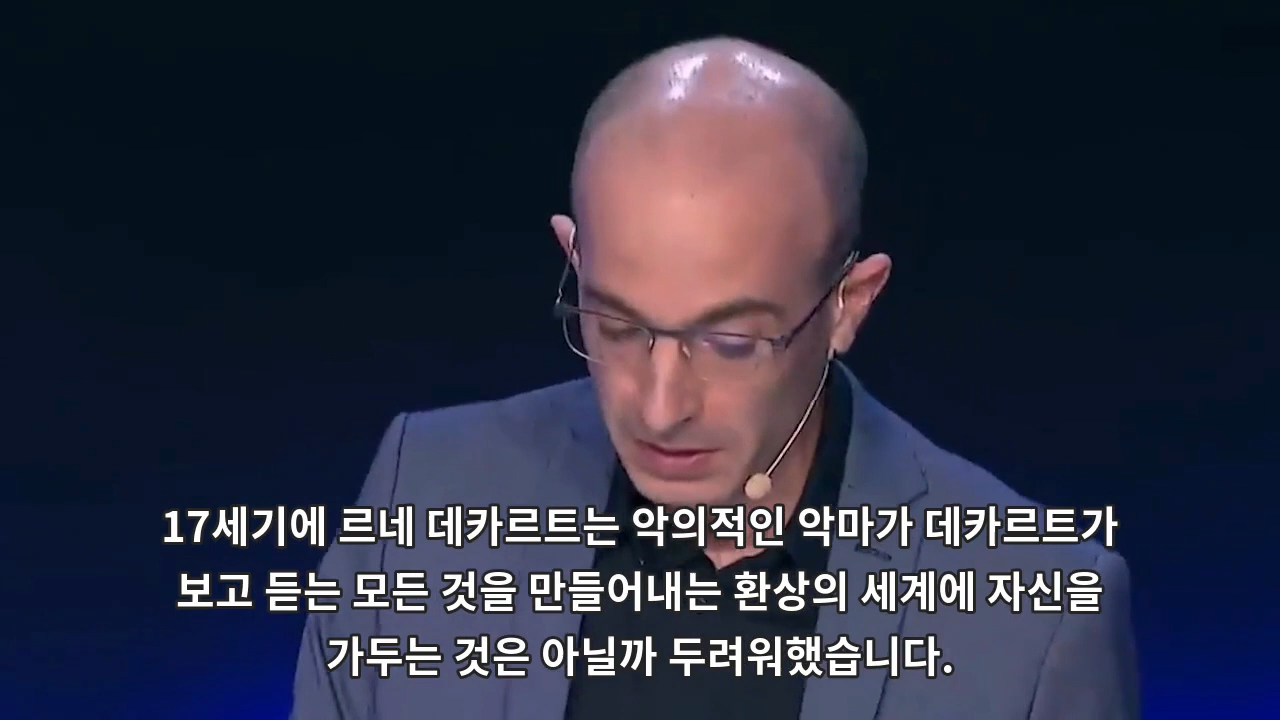 17세기에 르네 데카르트는 악의적인 악마가 데카르트가
보고 듣는 모든 것을 만들어내는 환상의 세계에 자신을
가두는 것은 아닐까 두려워했습니다.